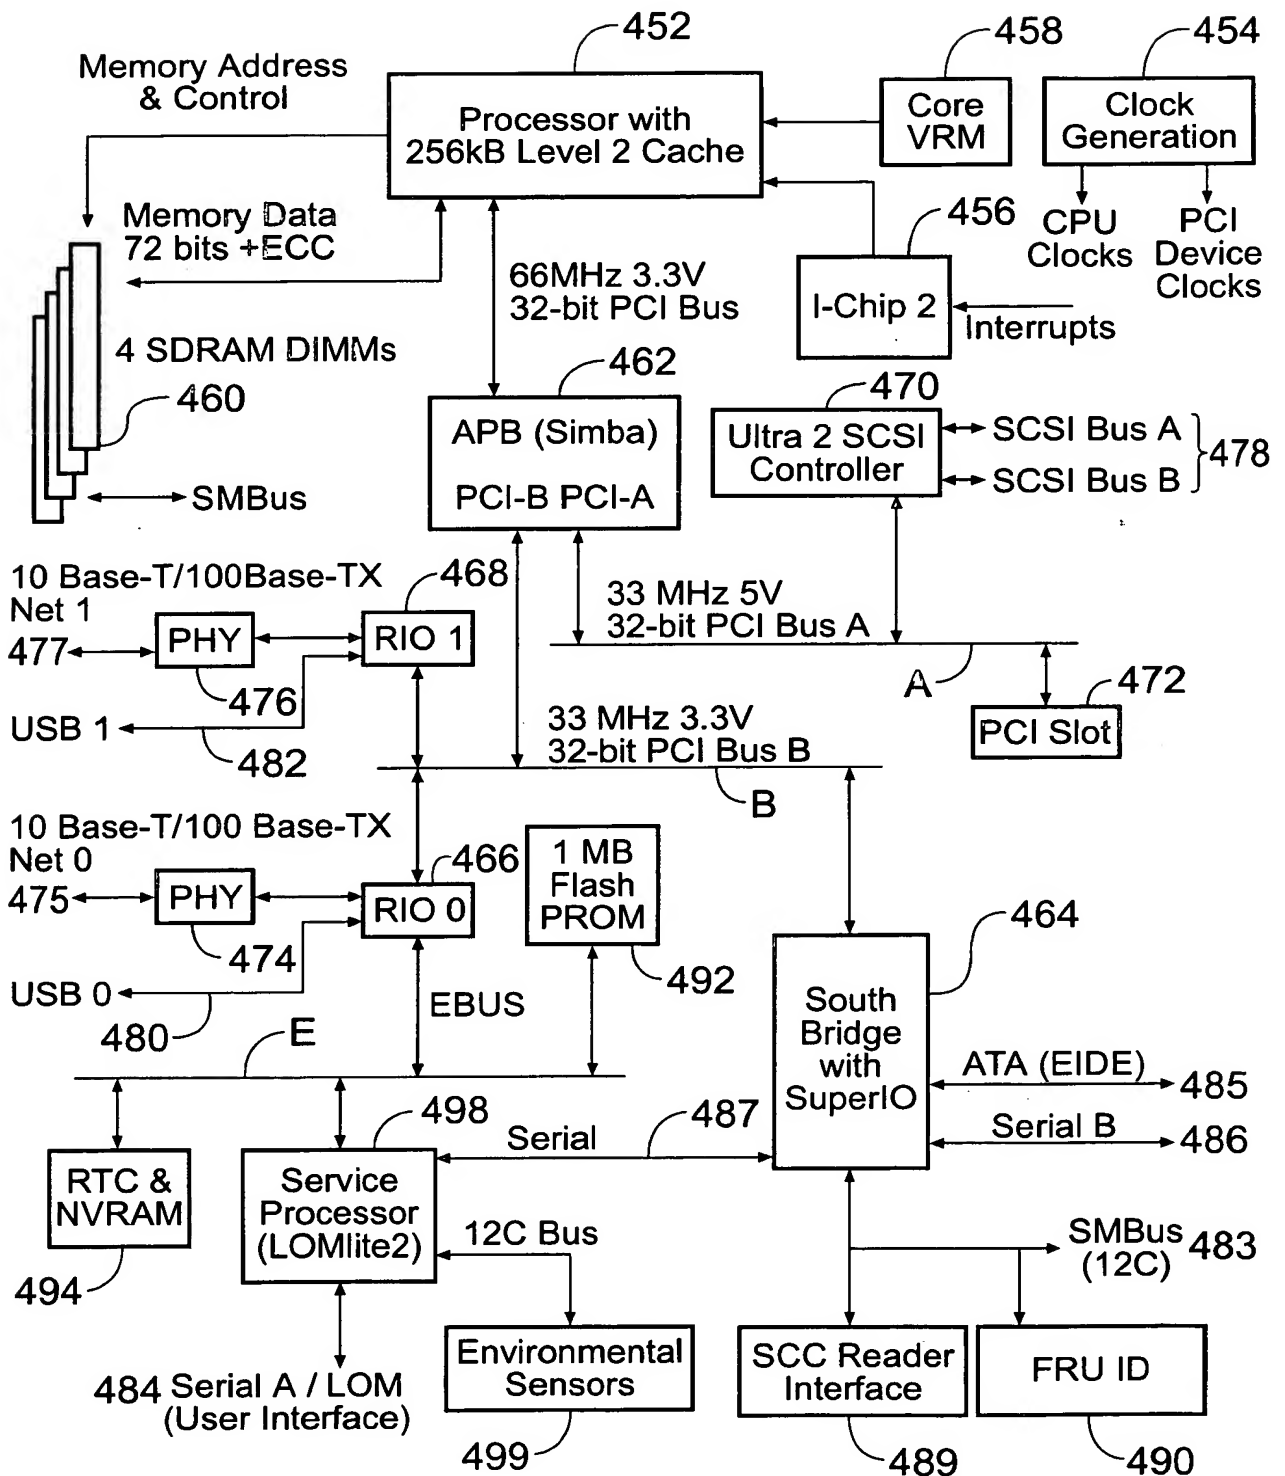 452
458
454
Memory Address
& Control
Processor with
256kB Level 2 Cache
Core
VRM
Clock
Generation
Memory Data
72 bits +ECC
456
CPU
Clocks
PCI
Device
Clocks
66MHz 3.3V
32-bit PCI Bus
I-Chip 2
Interrupts
4 SDRAM DIMMs
460
462
470
APB (Simba)
PCI-B PCI-A
Ultra 2 SCSI
Controller
SCSI Bus A
SCSI Bus B
478
SMBus
10 Base-T/100Base-TX
Net 1
468
477
PHY
RIO 1
476
33 MHz 5V
32-bit PCI Bus A
A
472
PCI Slot
USB 1
482
33 MHz 3.3V
32-bit PCI Bus B
B
10 Base-T/100 Base-TX
Net 0
466
1 MB
Flash
PROM
475
PHY
RIO 0
474
492
464
USB 0
480
EBUS
E
South
Bridge
with
SuperIO
ATA (EIDE)
485
498
487
Serial
Serial B
486
RTC &
NVRAM
494
Service
Processor
(LOMlite2)
12C Bus
SMBus
(12C)
483
484 Serial A / LOM
(User Interface)
Environmental
Sensors
499
SCC Reader
Interface
489
FRU ID
490